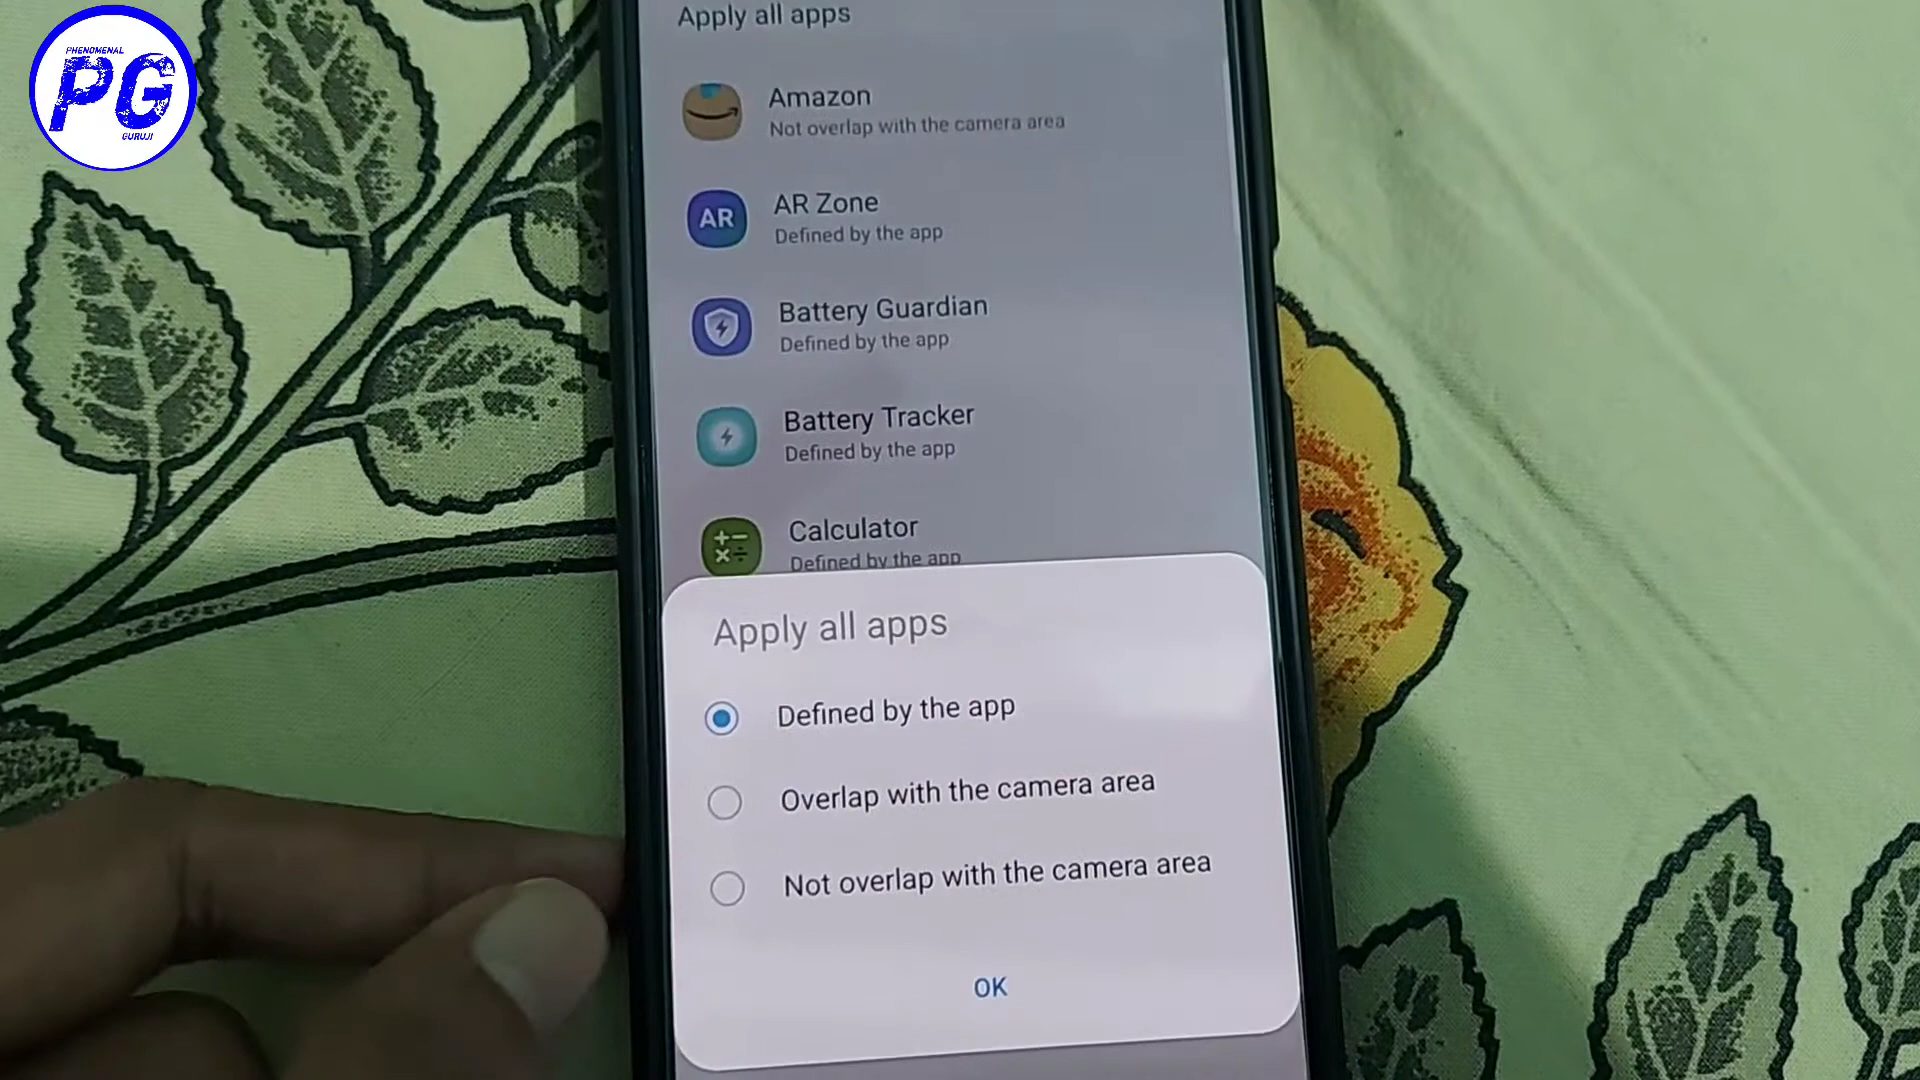 PHENOMENAL
PG
GURUJI
Apply all apps
Amazon
Not overlap with the camera area
AR
AR Zone
Defined by the app
Battery Guardian
Defined by the app
Battery Tracker
Defined by the app
Calculator
Defined by the app
Apply all apps
Defined by the app
Overlap with the camera area
Not overlap with the camera area
OK